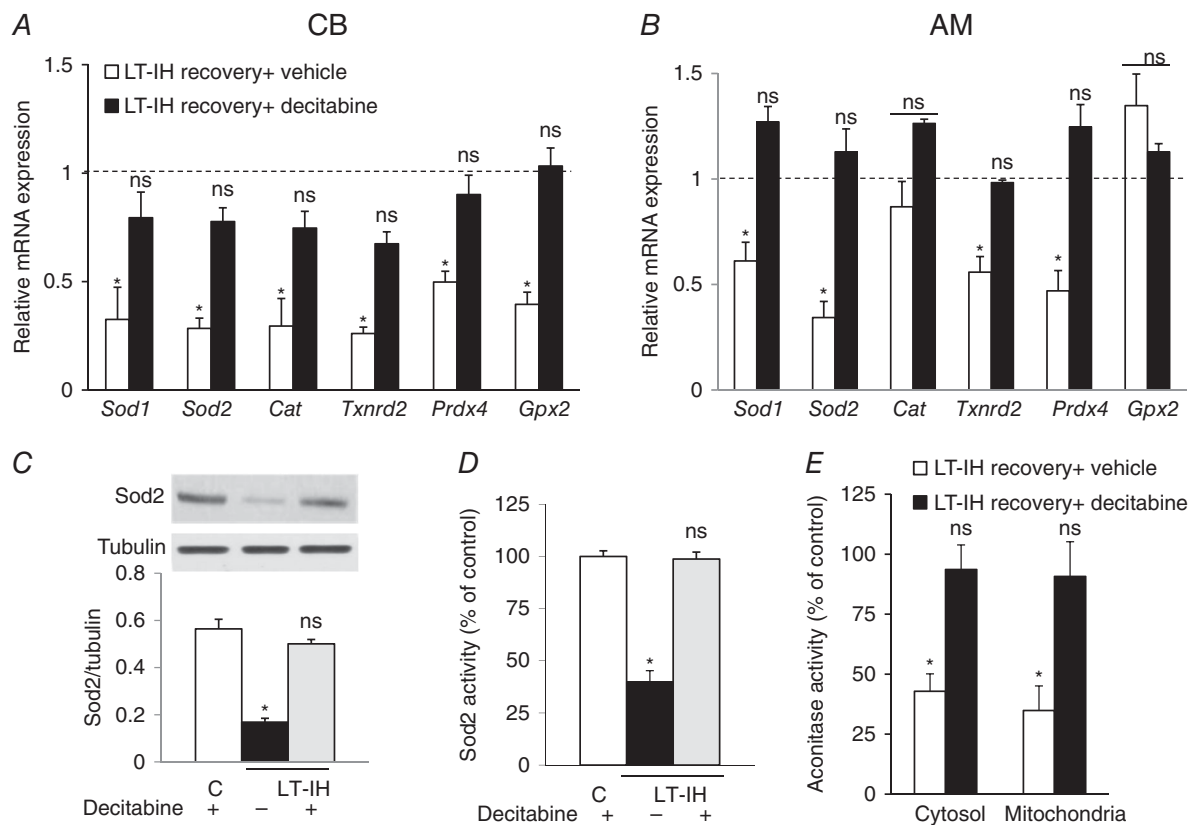 A CB
LT-IH recovery+ vehicle
LT-IH recovery+ decitabine
Relative mRNA expression
1.5
1
0.5
0
* ns
* ns
* ns
* ns
* ns
* ns
Sod1 Sod2 Cat Txnrd2 Prdx4 Gpx2
B AM
Relative mRNA expression
1.5
1
0.5
0
* ns
* ns
ns
* ns
* ns
ns
Sod1 Sod2 Cat Txnrd2 Prdx4 Gpx2
C
Sod2
Tubulin
Sod2/tubulin
0.8
0.6
0.4
0.2
0
*
ns
C LT-IH
Decitabine + – +
D
Sod2 activity (% of control)
125
100
75
50
25
0
*
ns
C LT-IH
Decitabine + – +
E
LT-IH recovery+ vehicle
LT-IH recovery+ decitabine
Aconitase activity (% of control)
125
100
75
50
25
0
* ns
* ns
Cytosol Mitochondria